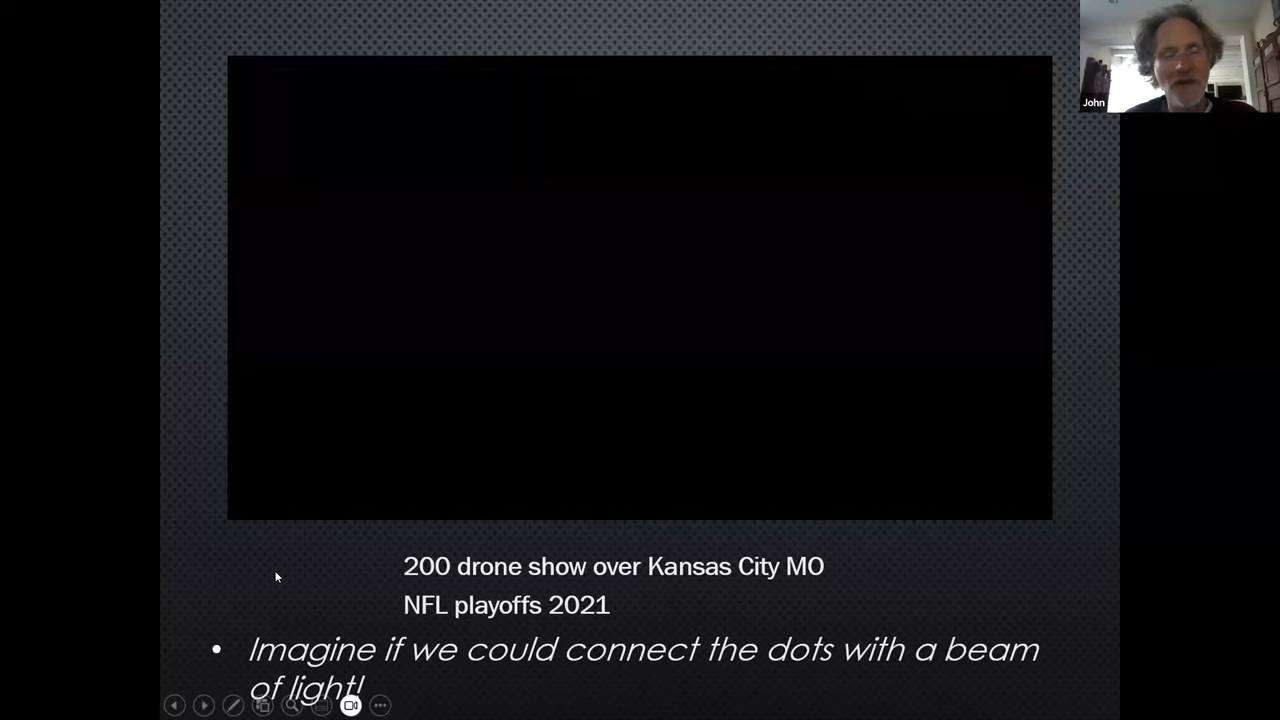 John
200 drone show over Kansas City MO
NFL playoffs 2021
• Imagine if we could connect the dots with a beam
of light!